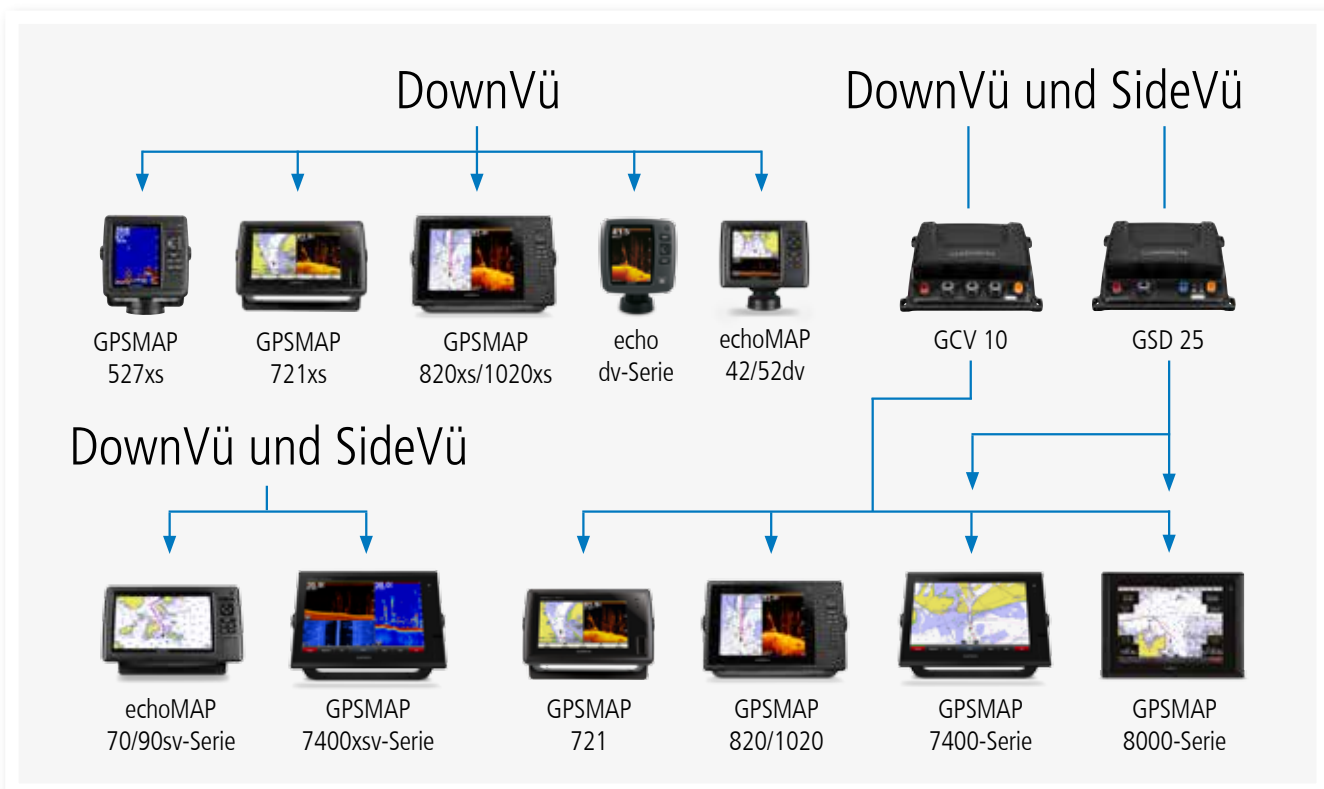 DownVü
DownVü und SideVü
GPSMAP
527xs
GPSMAP
721xs
GPSMAP
820xs/1020xs
echo
dv-Serie
echoMAP
42/52dv
GCV 10
GSD 25
DownVü und SideVü
echoMAP
70/90sv-Serie
GPSMAP
7400xsv-Serie
GPSMAP
721
GPSMAP
820/1020
GPSMAP
7400-Serie
GPSMAP
8000-Serie